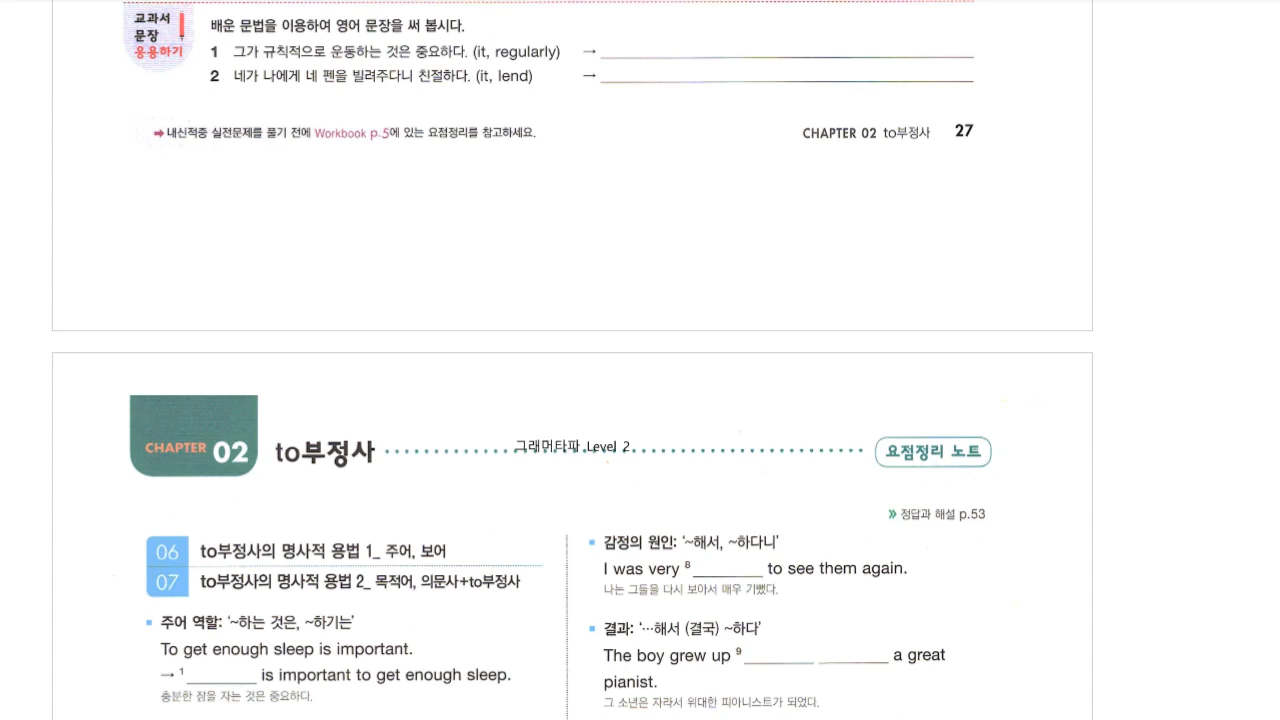 교과서
문장
응용하기
배운 문법을 이용하여 영어 문장을 써 봅시다.
1 그가 규칙적으로 운동하는 것은 중요하다. (it, regularly) →
2 네가 나에게 네 펜을 빌려주다니 친절하다. (it, lend) →
➡ 내신적중 실전문제를 풀기 전에 Workbook p.5에 있는 요점정리를 참고하세요.
CHAPTER 02 to부정사 27
CHAPTER 02 to부정사
그래머타파 Level 2
요점정리 노트
» 정답과 해설 p.53
06 to부정사의 명사적 용법 1_ 주어, 보어
07 to부정사의 명사적 용법 2_ 목적어, 의문사+to부정사
주어 역할: ‘~하는 것은, ~하기는’
To get enough sleep is important.
→ 1 ________ is important to get enough sleep.
충분한 잠을 자는 것은 중요하다.
감정의 원인: ‘~해서, ~하다니’
I was very 8 ________ to see them again.
나는 그들을 다시 보아서 매우 기뻤다.
결과: ‘…해서 (결국) ~하다’
The boy grew up 9 ________ ________ a great
pianist.
그 소년은 자라서 위대한 피아니스트가 되었다.